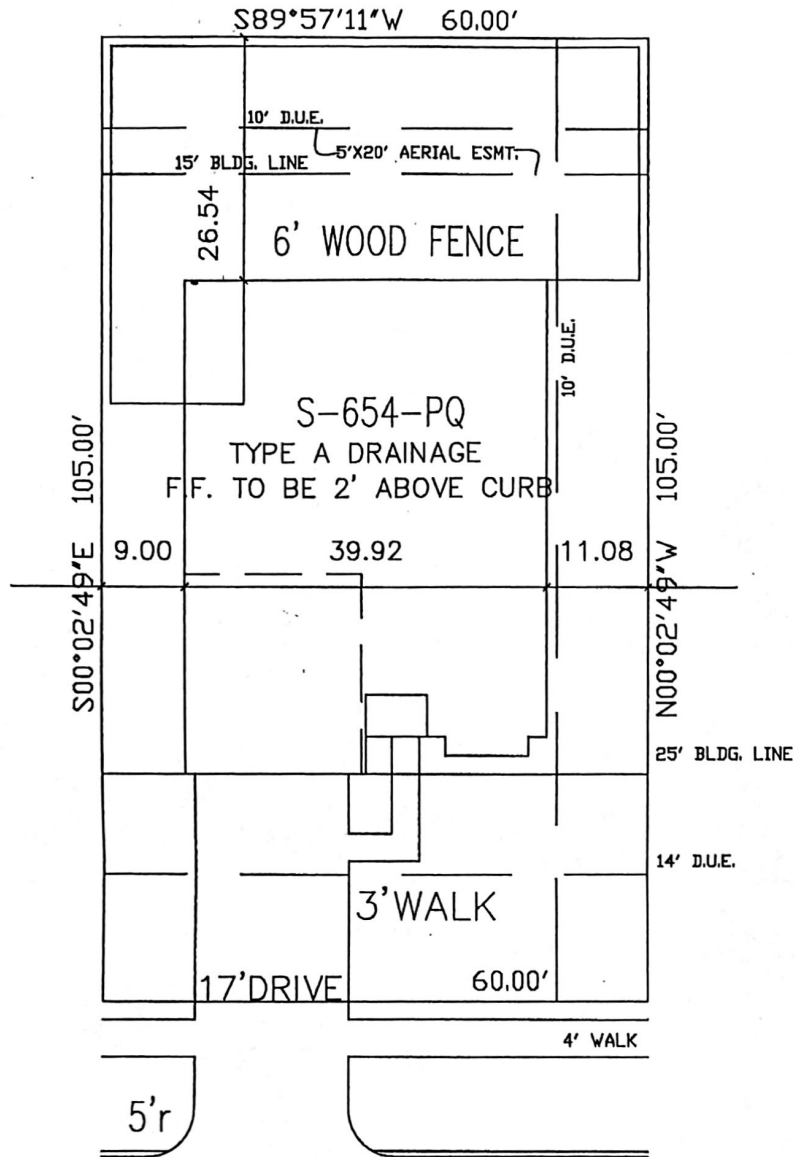 S89°57'11"W 60.00'
10' D.U.E.
5'X20' AERIAL ESMT.
15' BLDG. LINE
26.54
6' WOOD FENCE
10' D.U.E.
S-654-PQ
TYPE A DRAINAGE
F.F. TO BE 2' ABOVE CURB
S00°02'49"E 105.00'
N00°02'49"W 105.00'
9.00 39.92 11.08
25' BLDG. LINE
14' D.U.E.
3'WALK
17'DRIVE 60.00'
4' WALK
5'r